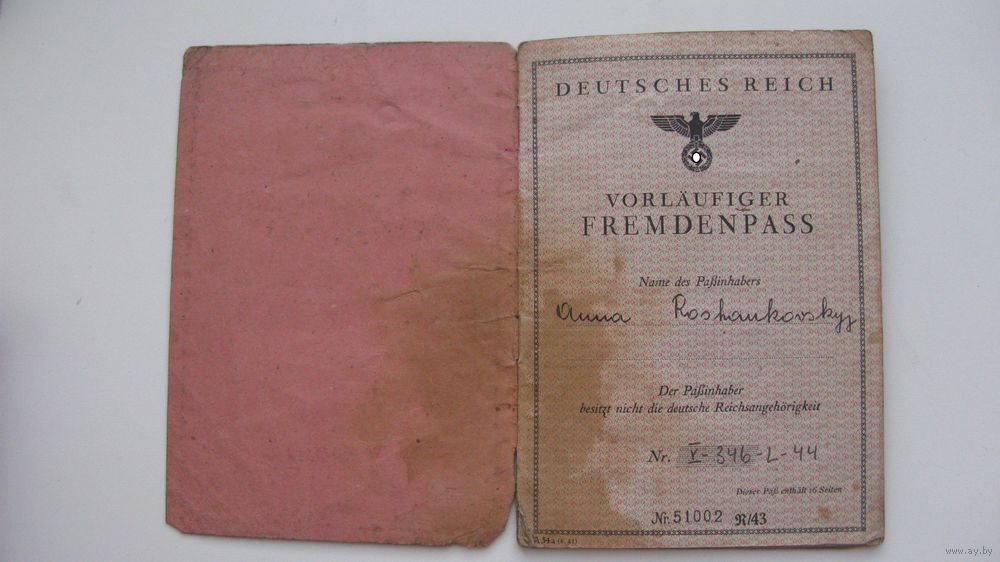 DEUTSCHES REICH
VORLÄUFIGER
FREMDENPASS
Name des Paßinhabers
Anna Roshankovskyj
Der Paßinhaber
besitzt nicht die deutsche Reichsangehörigkeit
Nr. V-346-L-44
Dieser Paß enthält 16 Seiten
Nr. 51002 R/43
www.ay.by